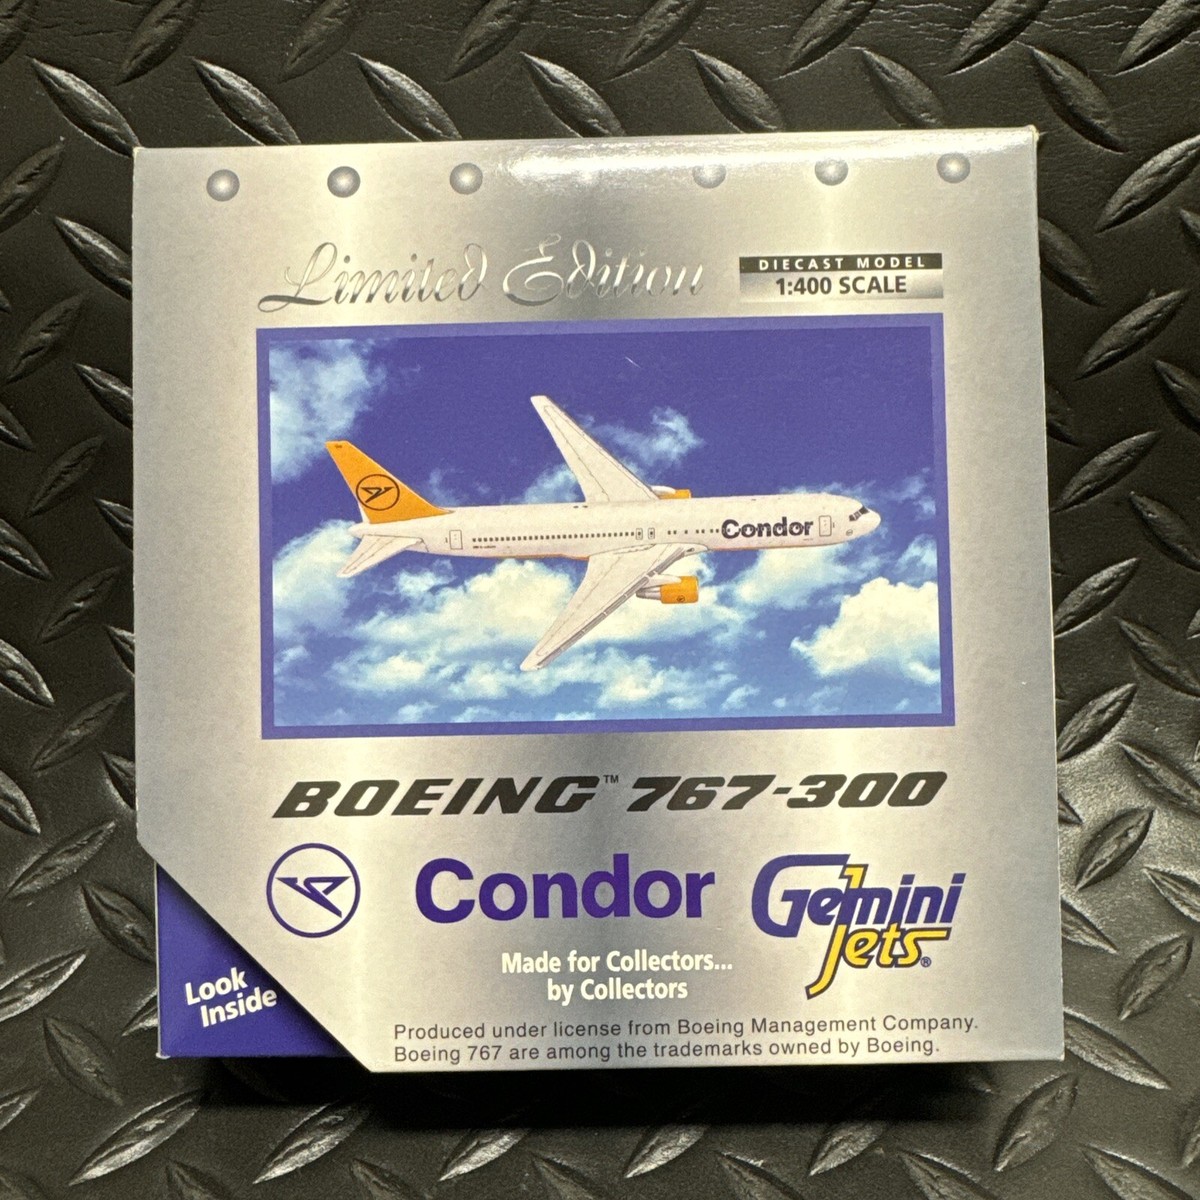 Limited Edition
DIECAST MODEL
1:400 SCALE
Condor
BOEING™ 767-300
Condor
Gemini
Jets®
Made for Collectors...
by Collectors
Look
Inside
Produced under license from Boeing Management Company.
Boeing 767 are among the trademarks owned by Boeing.